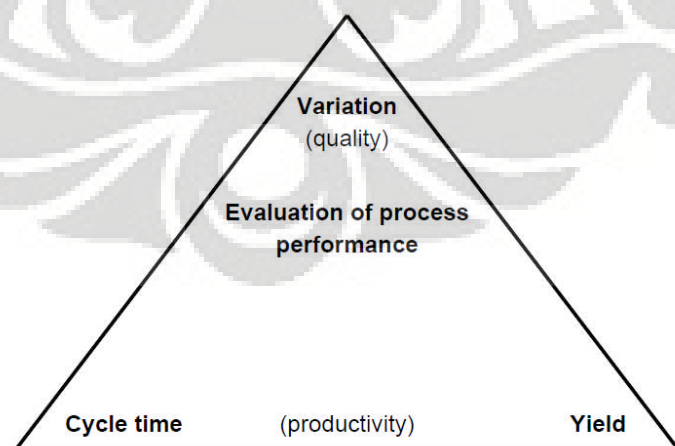 Variation
(quality)
Evaluation of process
performance
Cycle time (productivity) Yield